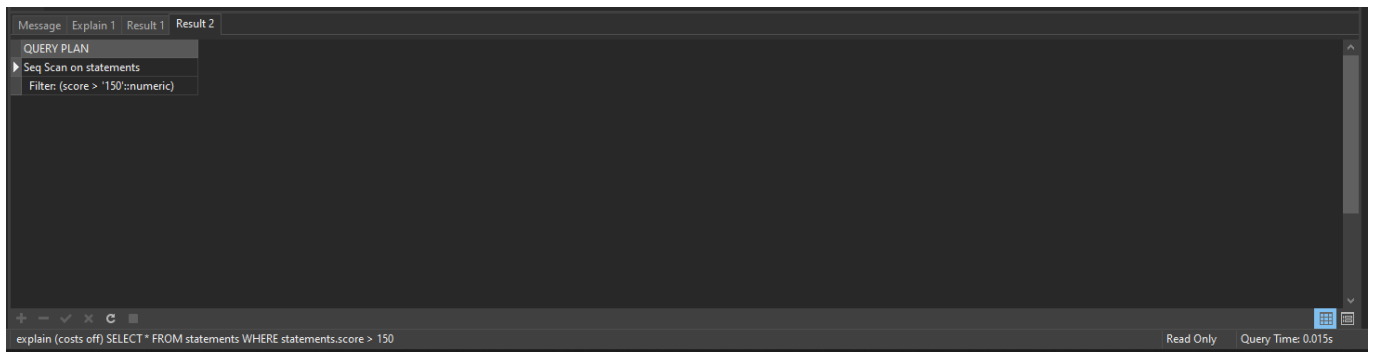 Message Explain 1 Result 1 Result 2
QUERY PLAN
Seq Scan on statements
Filter: (score > '150'::numeric)
explain (costs off) SELECT * FROM statements WHERE statements.score > 150 Read Only Query Time: 0.015s